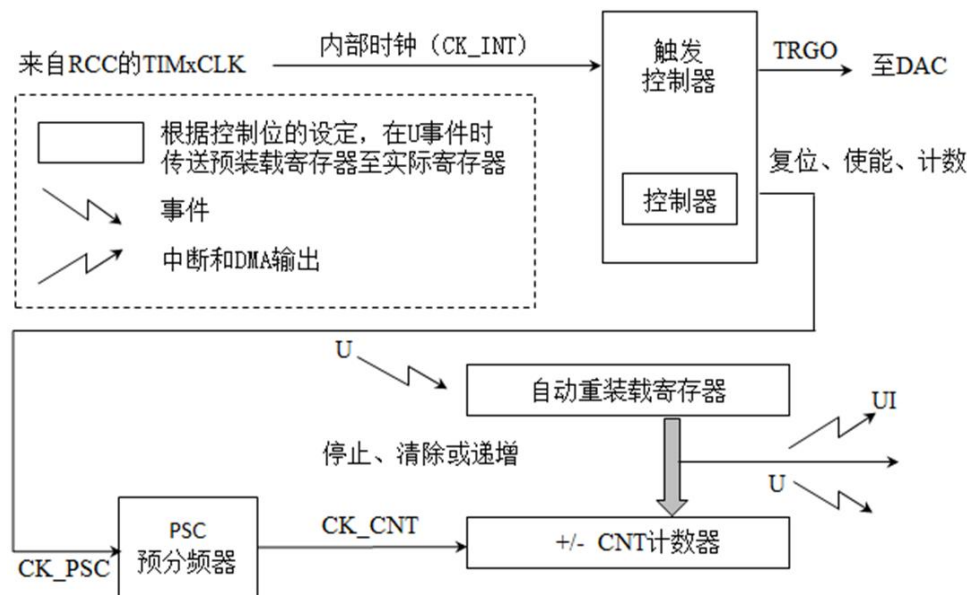 来自RCC的TIMxCLK
内部时钟（CK_INT）
触发
控制器
TRGO
至DAC
根据控制位的设定，在U事件时
传送预装载寄存器至实际寄存器
事件
中断和DMA输出
控制器
复位、使能、计数
U
自动重装载寄存器
UI
停止、清除或递增
U
CK_PSC
PSC
预分频器
CK_CNT
+/- CNT计数器